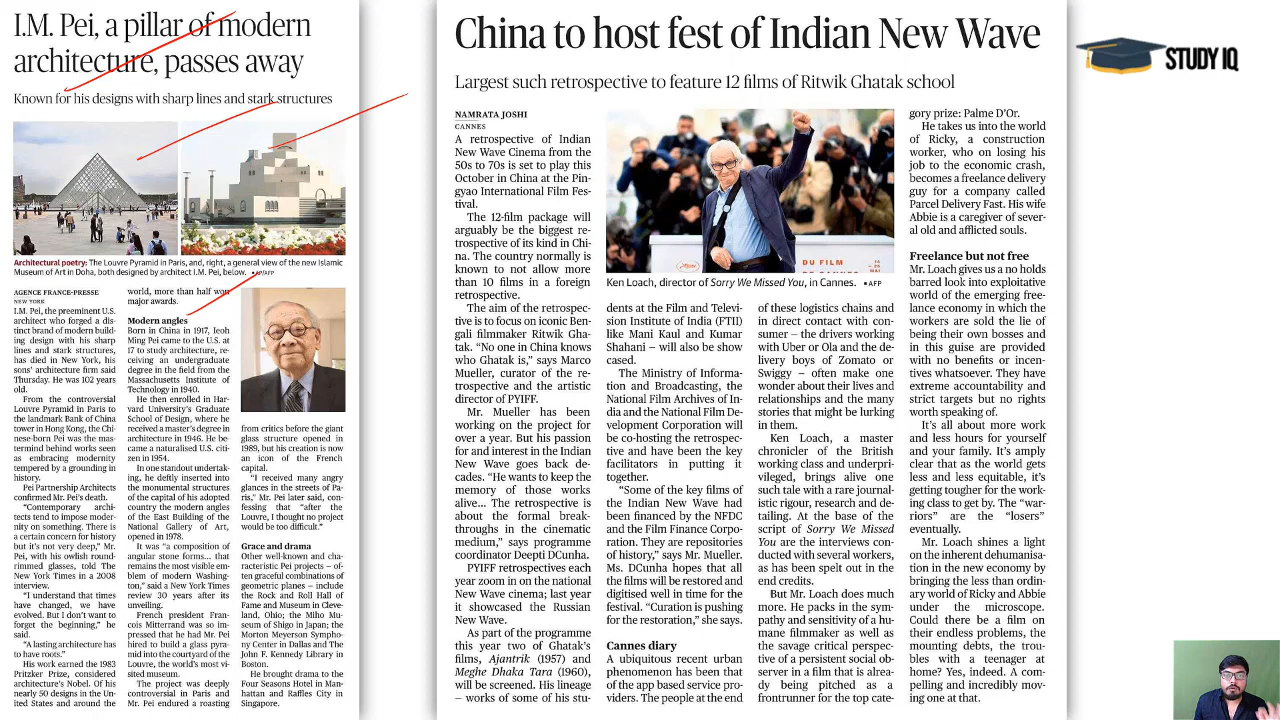 I.M. Pei, a pillar of modern
architecture, passes away
Known for his designs with sharp lines and stark structures
Architectural poetry: The Louvre Pyramid in Paris, and, right, a general view of the new Islamic
Museum of Art in Doha, both designed by architect I.M. Pei, below. ▪AP/AFP
AGENCE FRANCE-PRESSE
NEW YORK
I.M. Pei, the preeminent U.S.
architect who forged a dis-
tinct brand of modern build-
ing design with his sharp
lines and stark structures,
has died in New York, his
sons' architecture firm said
Thursday. He was 102 years
old.
From the controversial
Louvre Pyramid in Paris to
the landmark Bank of China
tower in Hong Kong, the Chi-
nese-born Pei was the mas-
termind behind works seen
as embracing modernity
tempered by a grounding in
history.
Pei Partnership Architects
confirmed Mr. Pei's death.
"Contemporary archi-
tects tend to impose moder-
nity on something. There is
a certain concern for history
but it's not very deep," Mr.
Pei, with his owlish round-
rimmed glasses, told The
New York Times in a 2008
interview.
"I understand that times
have changed, we have
evolved. But I don't want to
forget the beginning," he
said.
"A lasting architecture has
to have roots."
His work earned the 1983
Pritzker Prize, considered
architecture's Nobel. Of his
nearly 50 designs in the Un-
ited States and around the
world, more than half won
major awards.
Modern angles
Born in China in 1917, Ieoh
Ming Pei came to the U.S. at
17 to study architecture, re-
ceiving an undergraduate
degree in the field from the
Massachusetts Institute of
Technology in 1940.
He then enrolled in Har-
vard University's Graduate
School of Design, where he
received a master's degree in
architecture in 1946. He be-
came a naturalised U.S. citi-
zen in 1954.
In one standout undertak-
ing, he deftly inserted into
the monumental structures
of the capital of his adopted
country the modern angles
of the East Building of the
National Gallery of Art,
opened in 1978.
It was "a composition of
angular stone forms... that
remains the most visible em-
blem of modern Washing-
ton," said a New York Times
review 30 years after its
unveiling.
French president Fran-
cois Mitterrand was so im-
pressed that he had Mr. Pei
hired to build a glass pyra-
mid into the courtyard of the
Louvre, the world's most vi-
sited museum.
The project was deeply
controversial in Paris and
Mr. Pei endured a roasting
from critics before the giant
glass structure opened in
1989, but his creation is now
an icon of the French
capital.
"I received many angry
glances in the streets of Pa-
ris," Mr. Pei later said, con-
fessing that "after the
Louvre, I thought no project
would be too difficult."
Grace and drama
Other well-known and cha-
racteristic Pei projects – of-
ten graceful combinations of
geometric planes – include
the Rock and Roll Hall of
Fame and Museum in Cleve-
land, Ohio; the Miho Mu-
seum of Shigo in Japan; the
Morton Meyerson Sympho-
ny Center in Dallas and The
John F. Kennedy Library in
Boston.
He brought drama to the
Four Seasons Hotel in Man-
hattan and Raffles City in
Singapore.
China to host fest of Indian New Wave
Largest such retrospective to feature 12 films of Ritwik Ghatak school
NAMRATA JOSHI
CANNES
A retrospective of Indian
New Wave Cinema from the
50s to 70s is set to play this
October in China at the Pin-
gyao International Film Fes-
tival.
The 12-film package will
arguably be the biggest re-
trospective of its kind in Chi-
na. The country normally is
known to not allow more
than 10 films in a foreign
retrospective.
The aim of the retrospec-
tive is to focus on iconic Ben-
gali filmmaker Ritwik Gha-
tak. "No one in China knows
who Ghatak is," says Marco
Mueller, curator of the re-
trospective and the artistic
director of PYIFF.
Mr. Mueller has been
working on the project for
over a year. But his passion
for and interest in the Indian
New Wave goes back de-
cades. "He wants to keep the
memory of those works
alive... The retrospective is
about the formal break-
throughs in the cinematic
medium," says programme
coordinator Deepti DCunha.
PYIFF retrospectives each
year zoom in on the national
New Wave cinema; last year
it showcased the Russian
New Wave.
As part of the programme
this year two of Ghatak's
films, Ajantrik (1957) and
Meghe Dhaka Tara (1960),
will be screened. His lineage
– works of some of his stu-
DU FILM
Ken Loach, director of Sorry We Missed You, in Cannes. ▪AFP
dents at the Film and Televi-
sion Institute of India (FTII)
like Mani Kaul and Kumar
Shahani – will also be show
cased.
The Ministry of Informa-
tion and Broadcasting, the
National Film Archives of In-
dia and the National Film De-
velopment Corporation will
be co-hosting the retrospec-
tive and have been the key
facilitators in putting it
together.
"Some of the key films of
the Indian New Wave had
been financed by the NFDC
and the Film Finance Corpo-
ration. They are repositories
of history," says Mr. Mueller.
Ms. DCunha hopes that all
the films will be restored and
digitised well in time for the
festival. "Curation is pushing
for the restoration," she says.
Cannes diary
A ubiquitous recent urban
phenomenon has been that
of the app based service pro-
viders. The people at the end
of these logistics chains and
in direct contact with con-
sumer – the drivers working
with Uber or Ola and the de-
livery boys of Zomato or
Swiggy – often make one
wonder about their lives and
relationships and the many
stories that might be lurking
in them.
Ken Loach, a master
chronicler of the British
working class and underpri-
vileged, brings alive one
such tale with a rare journal-
istic rigour, research and de-
tailing. At the base of the
script of Sorry We Missed
You are the interviews con-
ducted with several workers,
as has been spelt out in the
end credits.
But Mr. Loach does much
more. He packs in the sym-
pathy and sensitivity of a hu-
mane filmmaker as well as
the savage critical perspec-
tive of a persistent social ob-
server in a film that is alrea-
dy being pitched as a
frontrunner for the top cate-
gory prize: Palme D'Or.
He takes us into the world
of Ricky, a construction
worker, who on losing his
job to the economic crash,
becomes a freelance delivery
guy for a company called
Parcel Delivery Fast. His wife
Abbie is a caregiver of sever-
al old and afflicted souls.
Freelance but not free
Mr. Loach gives us a no holds
barred look into exploitative
world of the emerging free-
lance economy in which the
workers are sold the lie of
being their own bosses and
in this guise are provided
with no benefits or incen-
tives whatsoever. They have
extreme accountability and
strict targets but no rights
worth speaking of.
It's all about more work
and less hours for yourself
and your family. It's amply
clear that as the world gets
less and less equitable, it's
getting tougher for the work-
ing class to get by. The "war-
riors" are the "losers"
eventually.
Mr. Loach shines a light
on the inherent dehumanisa-
tion in the new economy by
bringing the less than ordin-
ary world of Ricky and Abbie
under the microscope.
Could there be a film on
their endless problems, the
mounting debts, the trou-
bles with a teenager at
home? Yes, indeed. A com-
pelling and incredibly mov-
ing one at that.
STUDY IQ